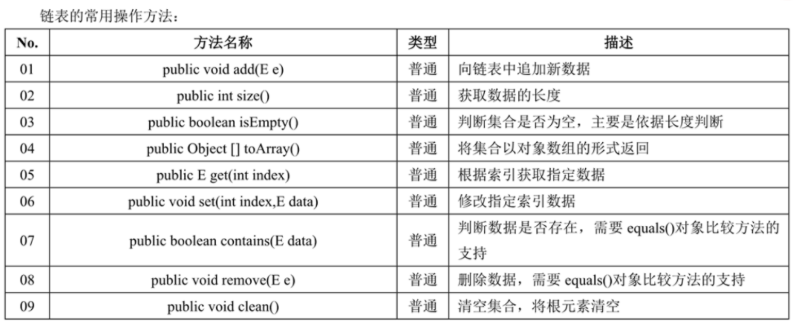 链表的常用操作方法：
No. 方法名称 类型 描述
01 public void add(E e) 普通 向链表中追加新数据
02 public int size() 普通 获取数据的长度
03 public boolean isEmpty() 普通 判断集合是否为空，主要是依据长度判断
04 public Object [] toArray() 普通 将集合以对象数组的形式返回
05 public E get(int index) 普通 根据索引获取指定数据
06 public void set(int index,E data) 普通 修改指定索引数据
07 public boolean contains(E data) 普通 判断数据是否存在，需要 equals()对象比较方法的
支持
08 public void remove(E e) 普通 删除数据，需要 equals()对象比较方法的支持
09 public void clean() 普通 清空集合，将根元素清空